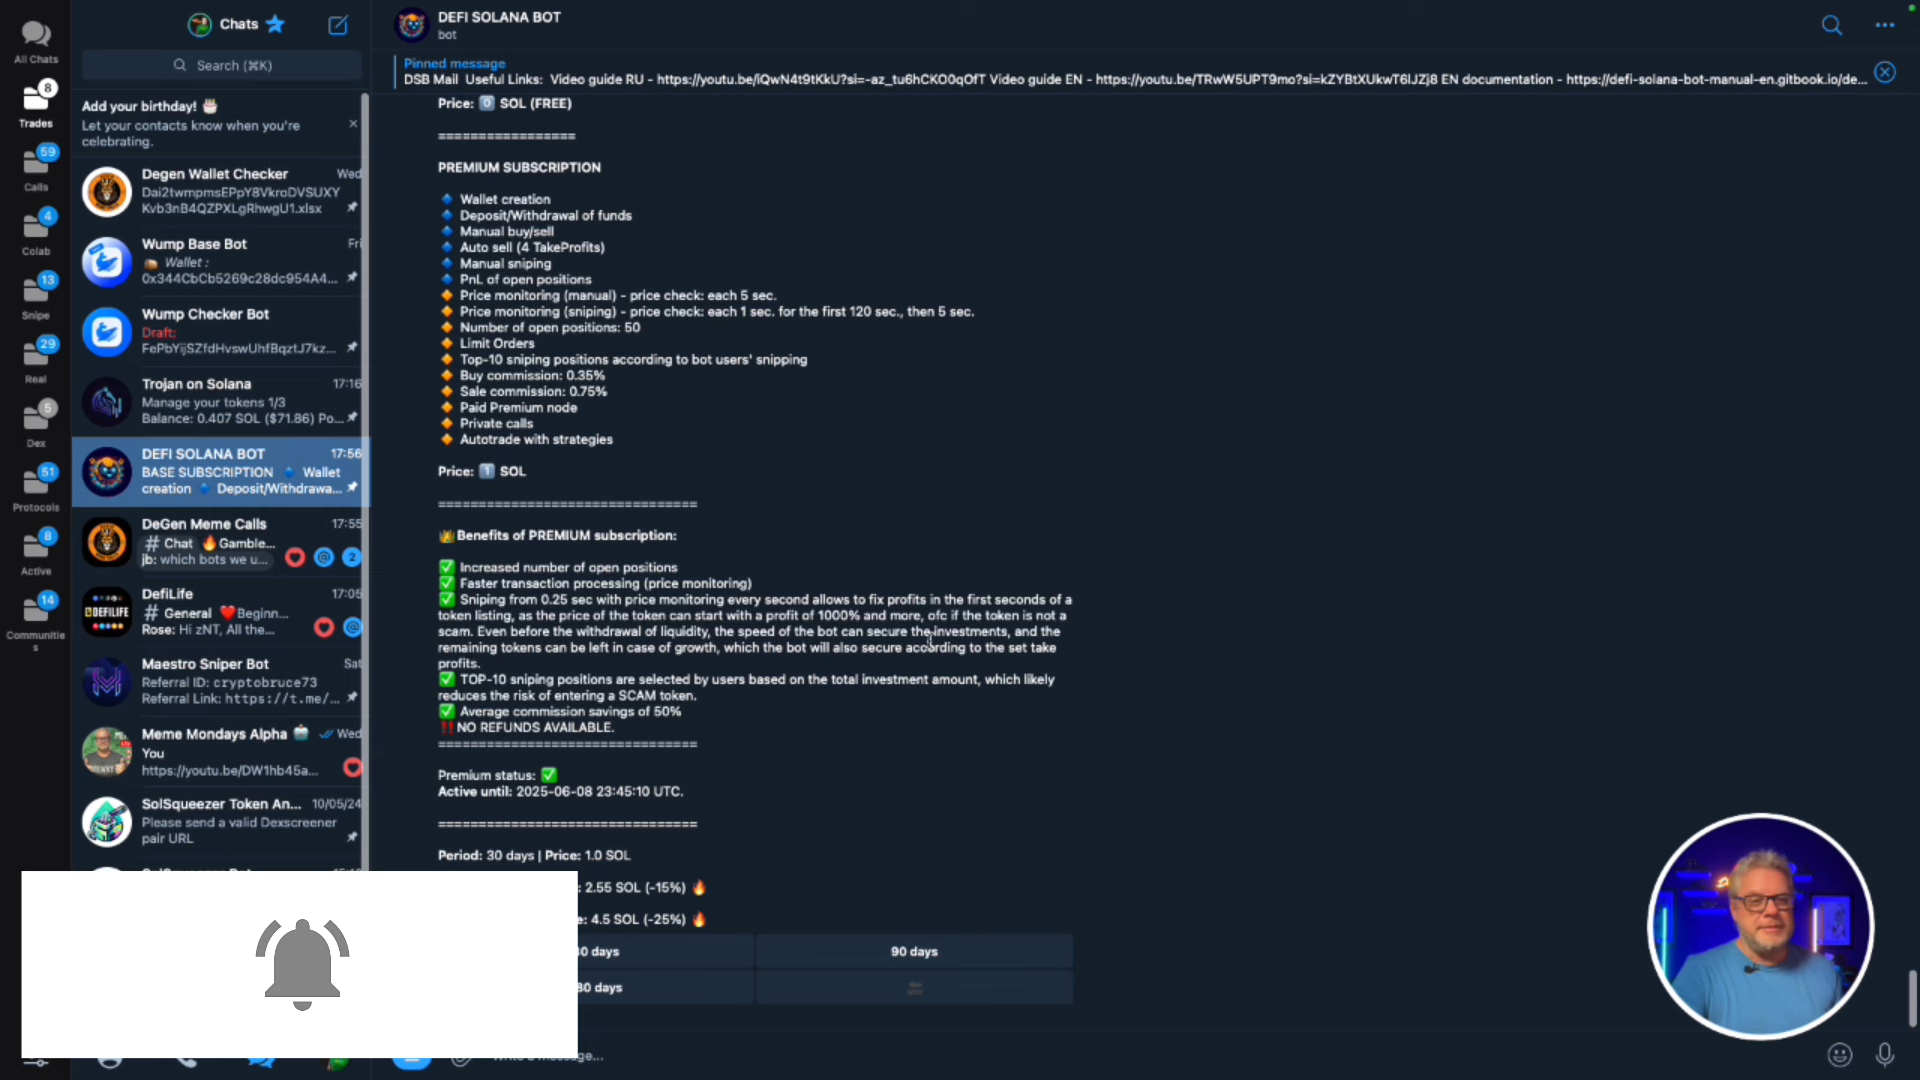 All Chats
8
Trades
59
Calls
4
Colab
13
Snipe
29
Real
5
Dex
51
Protocols
8
Active
14
Communitie
s
Chats
Search (⌘K)
Add your birthday! 🎂
Let your contacts know when you're
celebrating.
Degen Wallet Checker Wed
Dai2twmpmsEPpY8VkroDVSUXY
Kvb3nB4QZPXLgRhwgU1.xlsx
Wump Base Bot Fri
Wallet :
0x344CbCb5269c28dc954A4...
Wump Checker Bot
Draft:
FePbYijSZfdHvswUhfBqztJ7kz...
Trojan on Solana 17:16
Manage your tokens 1/3
Balance: 0.407 SOL ($71.86) Po...
DEFI SOLANA BOT 17:56
BASE SUBSCRIPTION 🔹 Wallet
creation 🔹 Deposit/Withdrawa...
DeGen Meme Calls 17:55
# Chat 🔥Gamble...
jb: which bots we u... @ 2
DEFILIFE
DefiLife 17:05
# General ❤️Beginn...
Rose: Hi zNT, All the... @
Maestro Sniper Bot Sat
Referral ID: cryptobruce73
Referral Link: https://t.me/...
Meme Mondays Alpha Wed
You
https://youtu.be/DW1hb45a...
SolSqueezer Token An... 10/05/24
Please send a valid Dexscreener
pair URL
DEFI SOLANA BOT
bot
Pinned message
DSB Mail Useful Links: Video guide RU - https://youtu.be/iQwN4t9tKkU?si=-az_tu6hCKO0qOfT Video guide EN - https://youtu.be/TRwW5UPT9mo?si=kZYBtXUkwT6lJZj8 EN documentation - https://defi-solana-bot-manual-en.gitbook.io/de...
Price: 0️⃣ SOL (FREE)
=================
PREMIUM SUBSCRIPTION
🔹 Wallet creation
🔹 Deposit/Withdrawal of funds
🔹 Manual buy/sell
🔹 Auto sell (4 TakeProfits)
🔹 Manual sniping
🔹 PnL of open positions
🔸 Price monitoring (manual) - price check: each 5 sec.
🔸 Price monitoring (sniping) - price check: each 1 sec. for the first 120 sec., then 5 sec.
🔸 Number of open positions: 50
🔸 Limit Orders
🔸 Top-10 sniping positions according to bot users' snipping
🔸 Buy commission: 0.35%
🔸 Sale commission: 0.75%
🔸 Paid Premium node
🔸 Private calls
🔸 Autotrade with strategies
Price: 1️⃣ SOL
================================
👑Benefits of PREMIUM subscription:
✅ Increased number of open positions
✅ Faster transaction processing (price monitoring)
✅ Sniping from 0.25 sec with price monitoring every second allows to fix profits in the first seconds of a
token listing, as the price of the token can start with a profit of 1000% and more, ofc if the token is not a
scam. Even before the withdrawal of liquidity, the speed of the bot can secure the investments, and the
remaining tokens can be left in case of growth, which the bot will also secure according to the set take
profits.
✅ TOP-10 sniping positions are selected by users based on the total investment amount, which likely
reduces the risk of entering a SCAM token.
✅ Average commission savings of 50%
‼️NO REFUNDS AVAILABLE.
================================
Premium status: ✅
Active until: 2025-06-08 23:45:10 UTC.
================================
Period: 30 days | Price: 1.0 SOL
: 2.55 SOL (-15%) 🔥
e: 4.5 SOL (-25%) 🔥
0 days
90 days
80 days